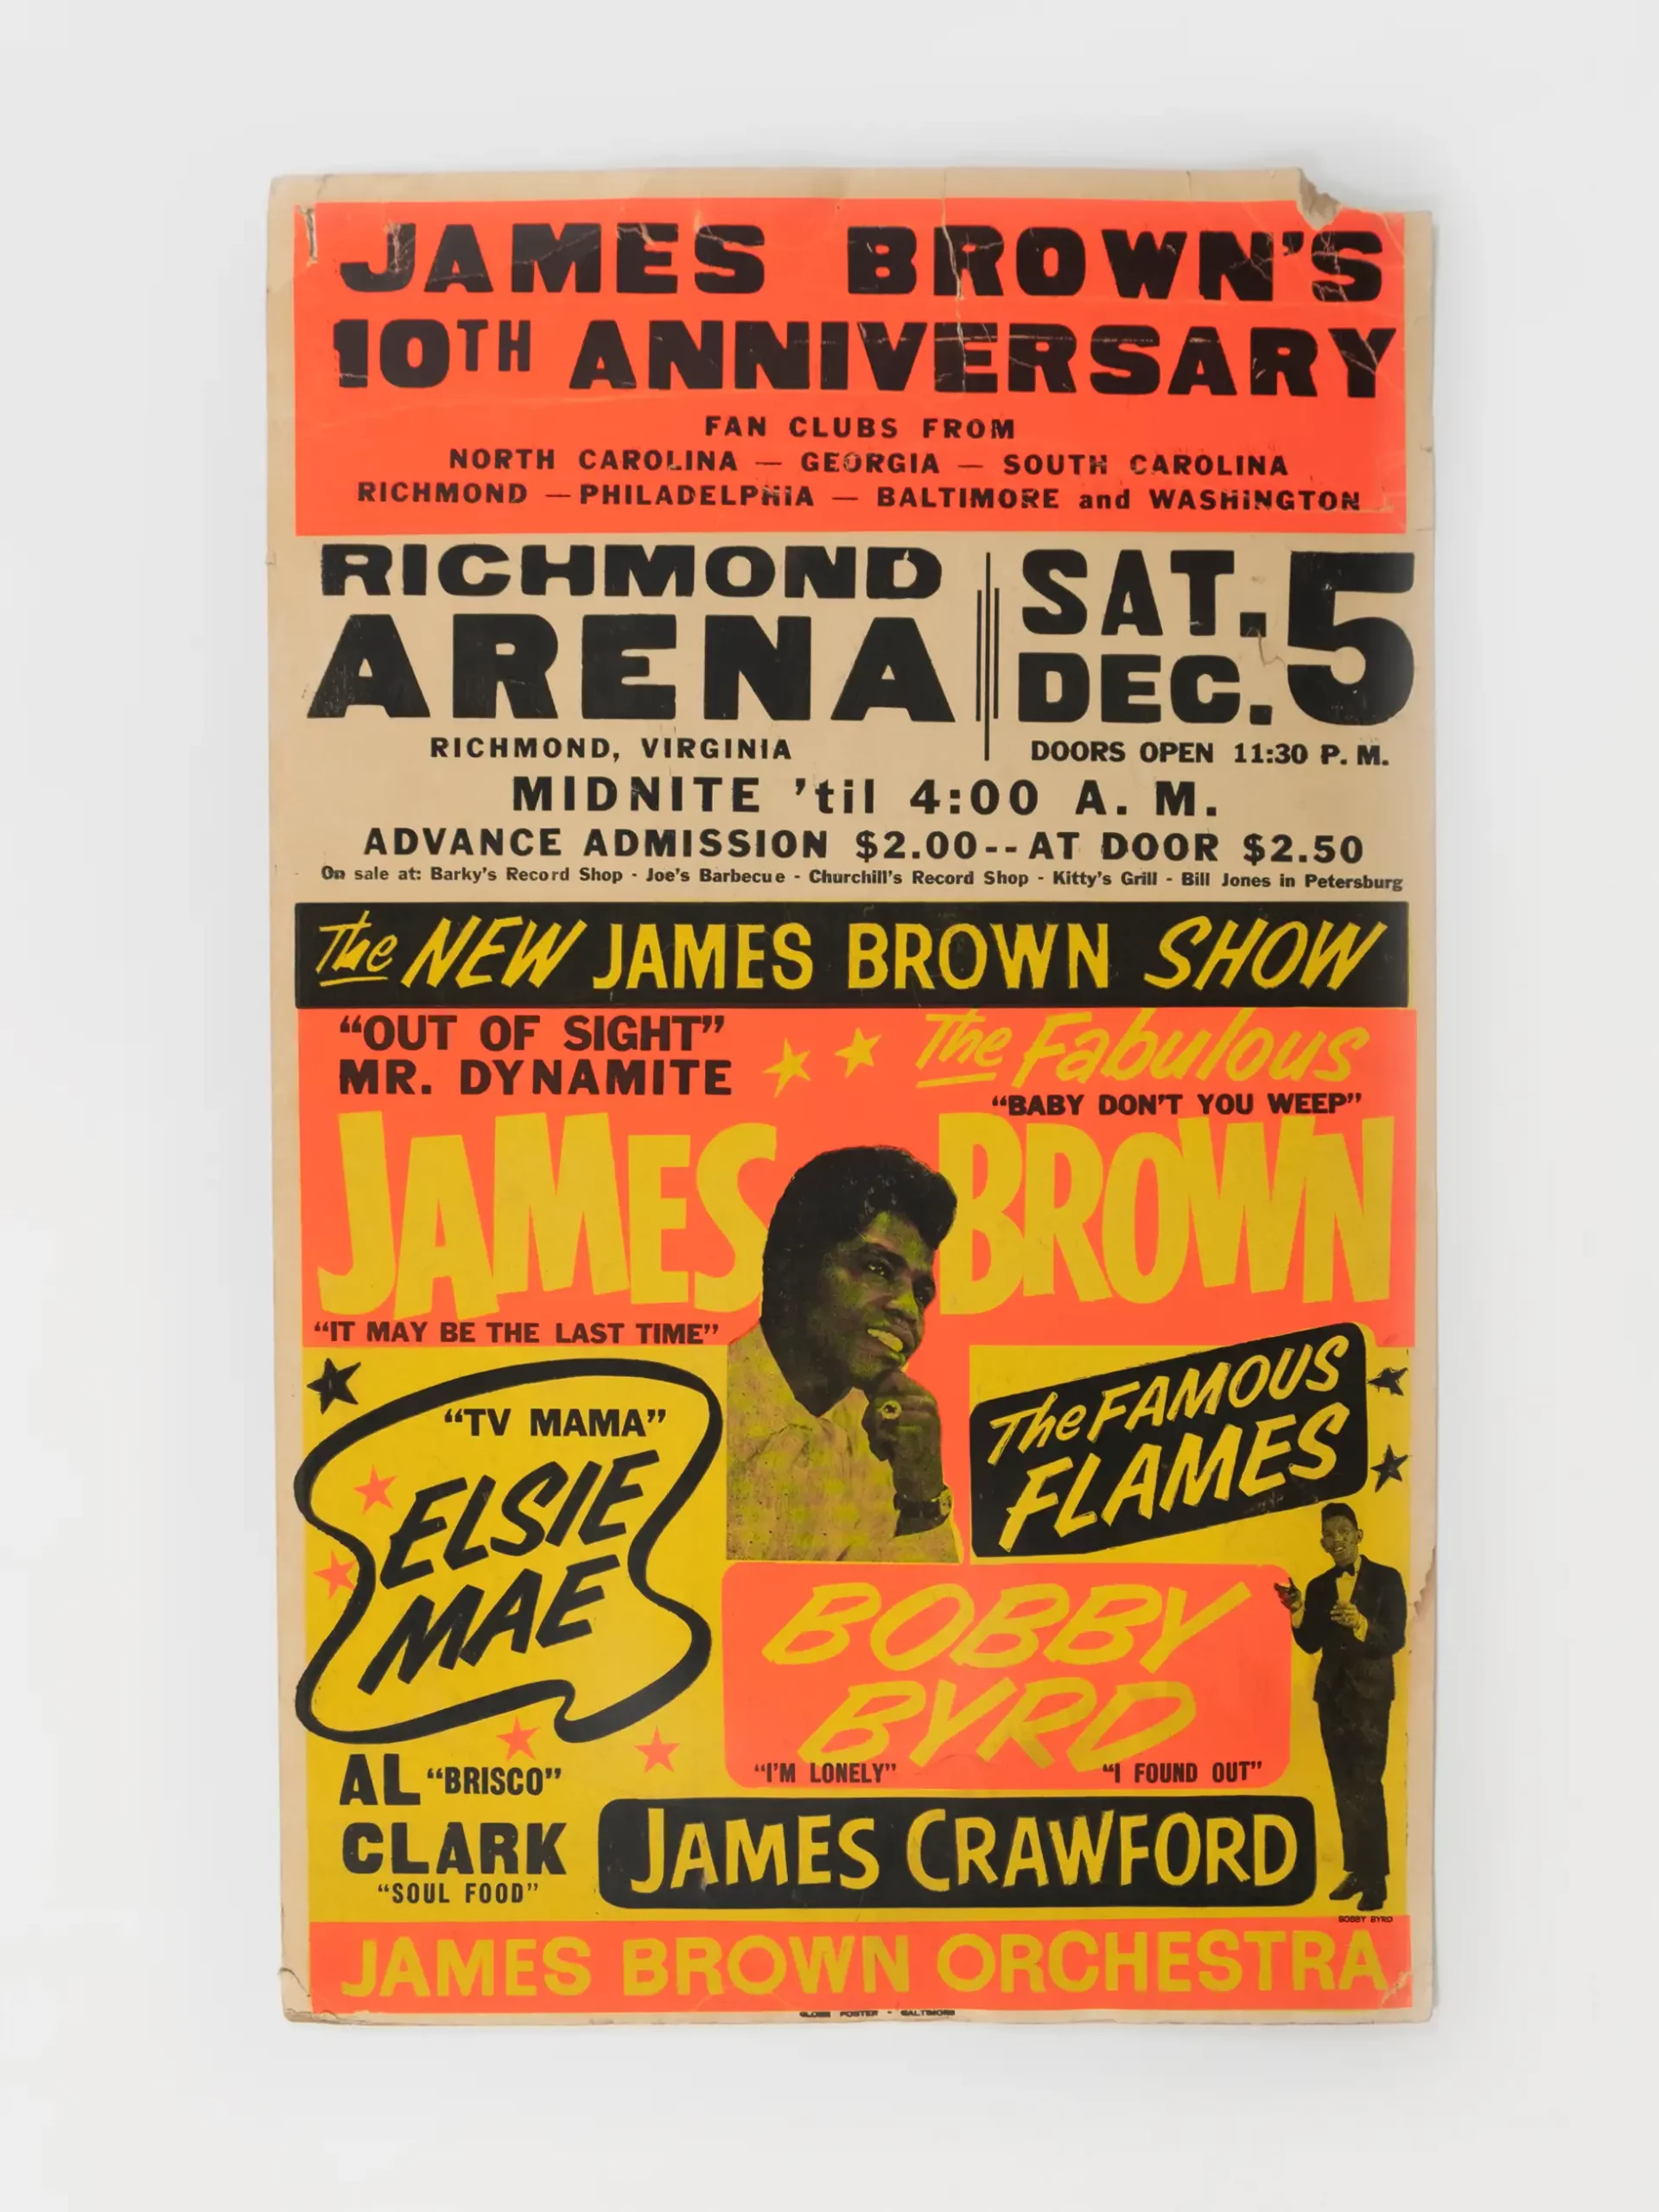 JAMES BROWN'S
10TH ANNIVERSARY
FAN CLUBS FROM
NORTH CAROLINA — GEORGIA — SOUTH CAROLINA
RICHMOND — PHILADELPHIA — BALTIMORE and WASHINGTON
RICHMOND
ARENA
RICHMOND, VIRGINIA
SAT. DEC. 5
DOORS OPEN 11:30 P. M.
MIDNITE 'til 4:00 A. M.
ADVANCE ADMISSION $2.00--AT DOOR $2.50
On sale at: Barky's Record Shop - Joe's Barbecue - Churchill's Record Shop - Kitty's Grill - Bill Jones in Petersburg
The NEW JAMES BROWN SHOW
"OUT OF SIGHT"
MR. DYNAMITE
The Fabulous
"BABY DON'T YOU WEEP"
JAMES BROWN
"IT MAY BE THE LAST TIME"
"TV MAMA"
ELSIE
MAE
The FAMOUS
FLAMES
BOBBY
BYRD
"I'M LONELY" "I FOUND OUT"
AL "BRISCO"
CLARK
"SOUL FOOD"
JAMES CRAWFORD
BOBBY BYRD
JAMES BROWN ORCHESTRA
GLOBE POSTER - BALTIMORE